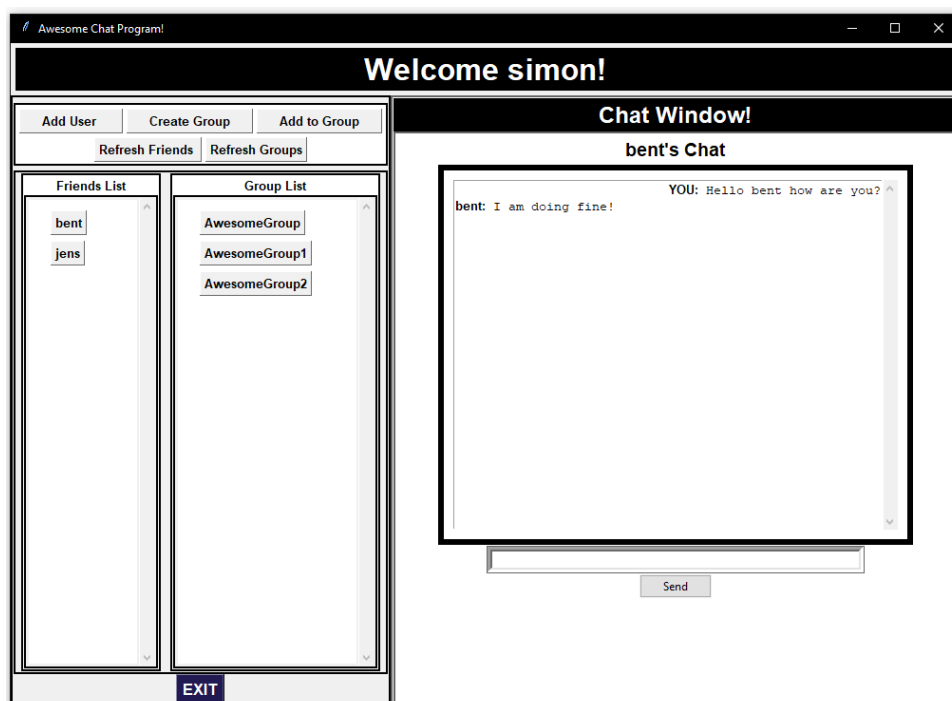 Awesome Chat Program!
Welcome simon!
Add User Create Group Add to Group
Refresh Friends Refresh Groups
Friends List
bent
jens
Group List
AwesomeGroup
AwesomeGroup1
AwesomeGroup2
EXIT
Chat Window!
bent's Chat
YOU: Hello bent how are you?
bent: I am doing fine!
Send